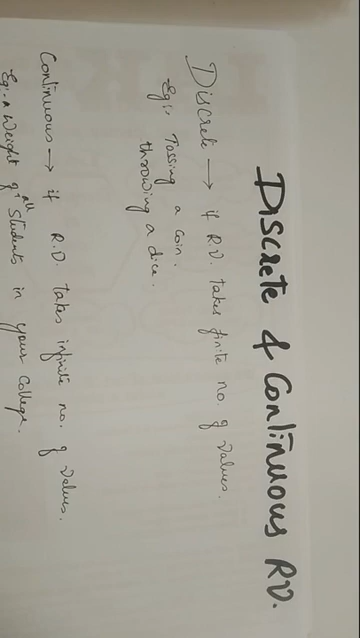 Discrete & Continuous RV.
Discrete → if R.V. takes finite no. of values.
Eg:- Tossing a coin.
throwing a dice.
Continuous → if R.V. takes infinite no. of values.
Eg:- a weight of all students in your college.